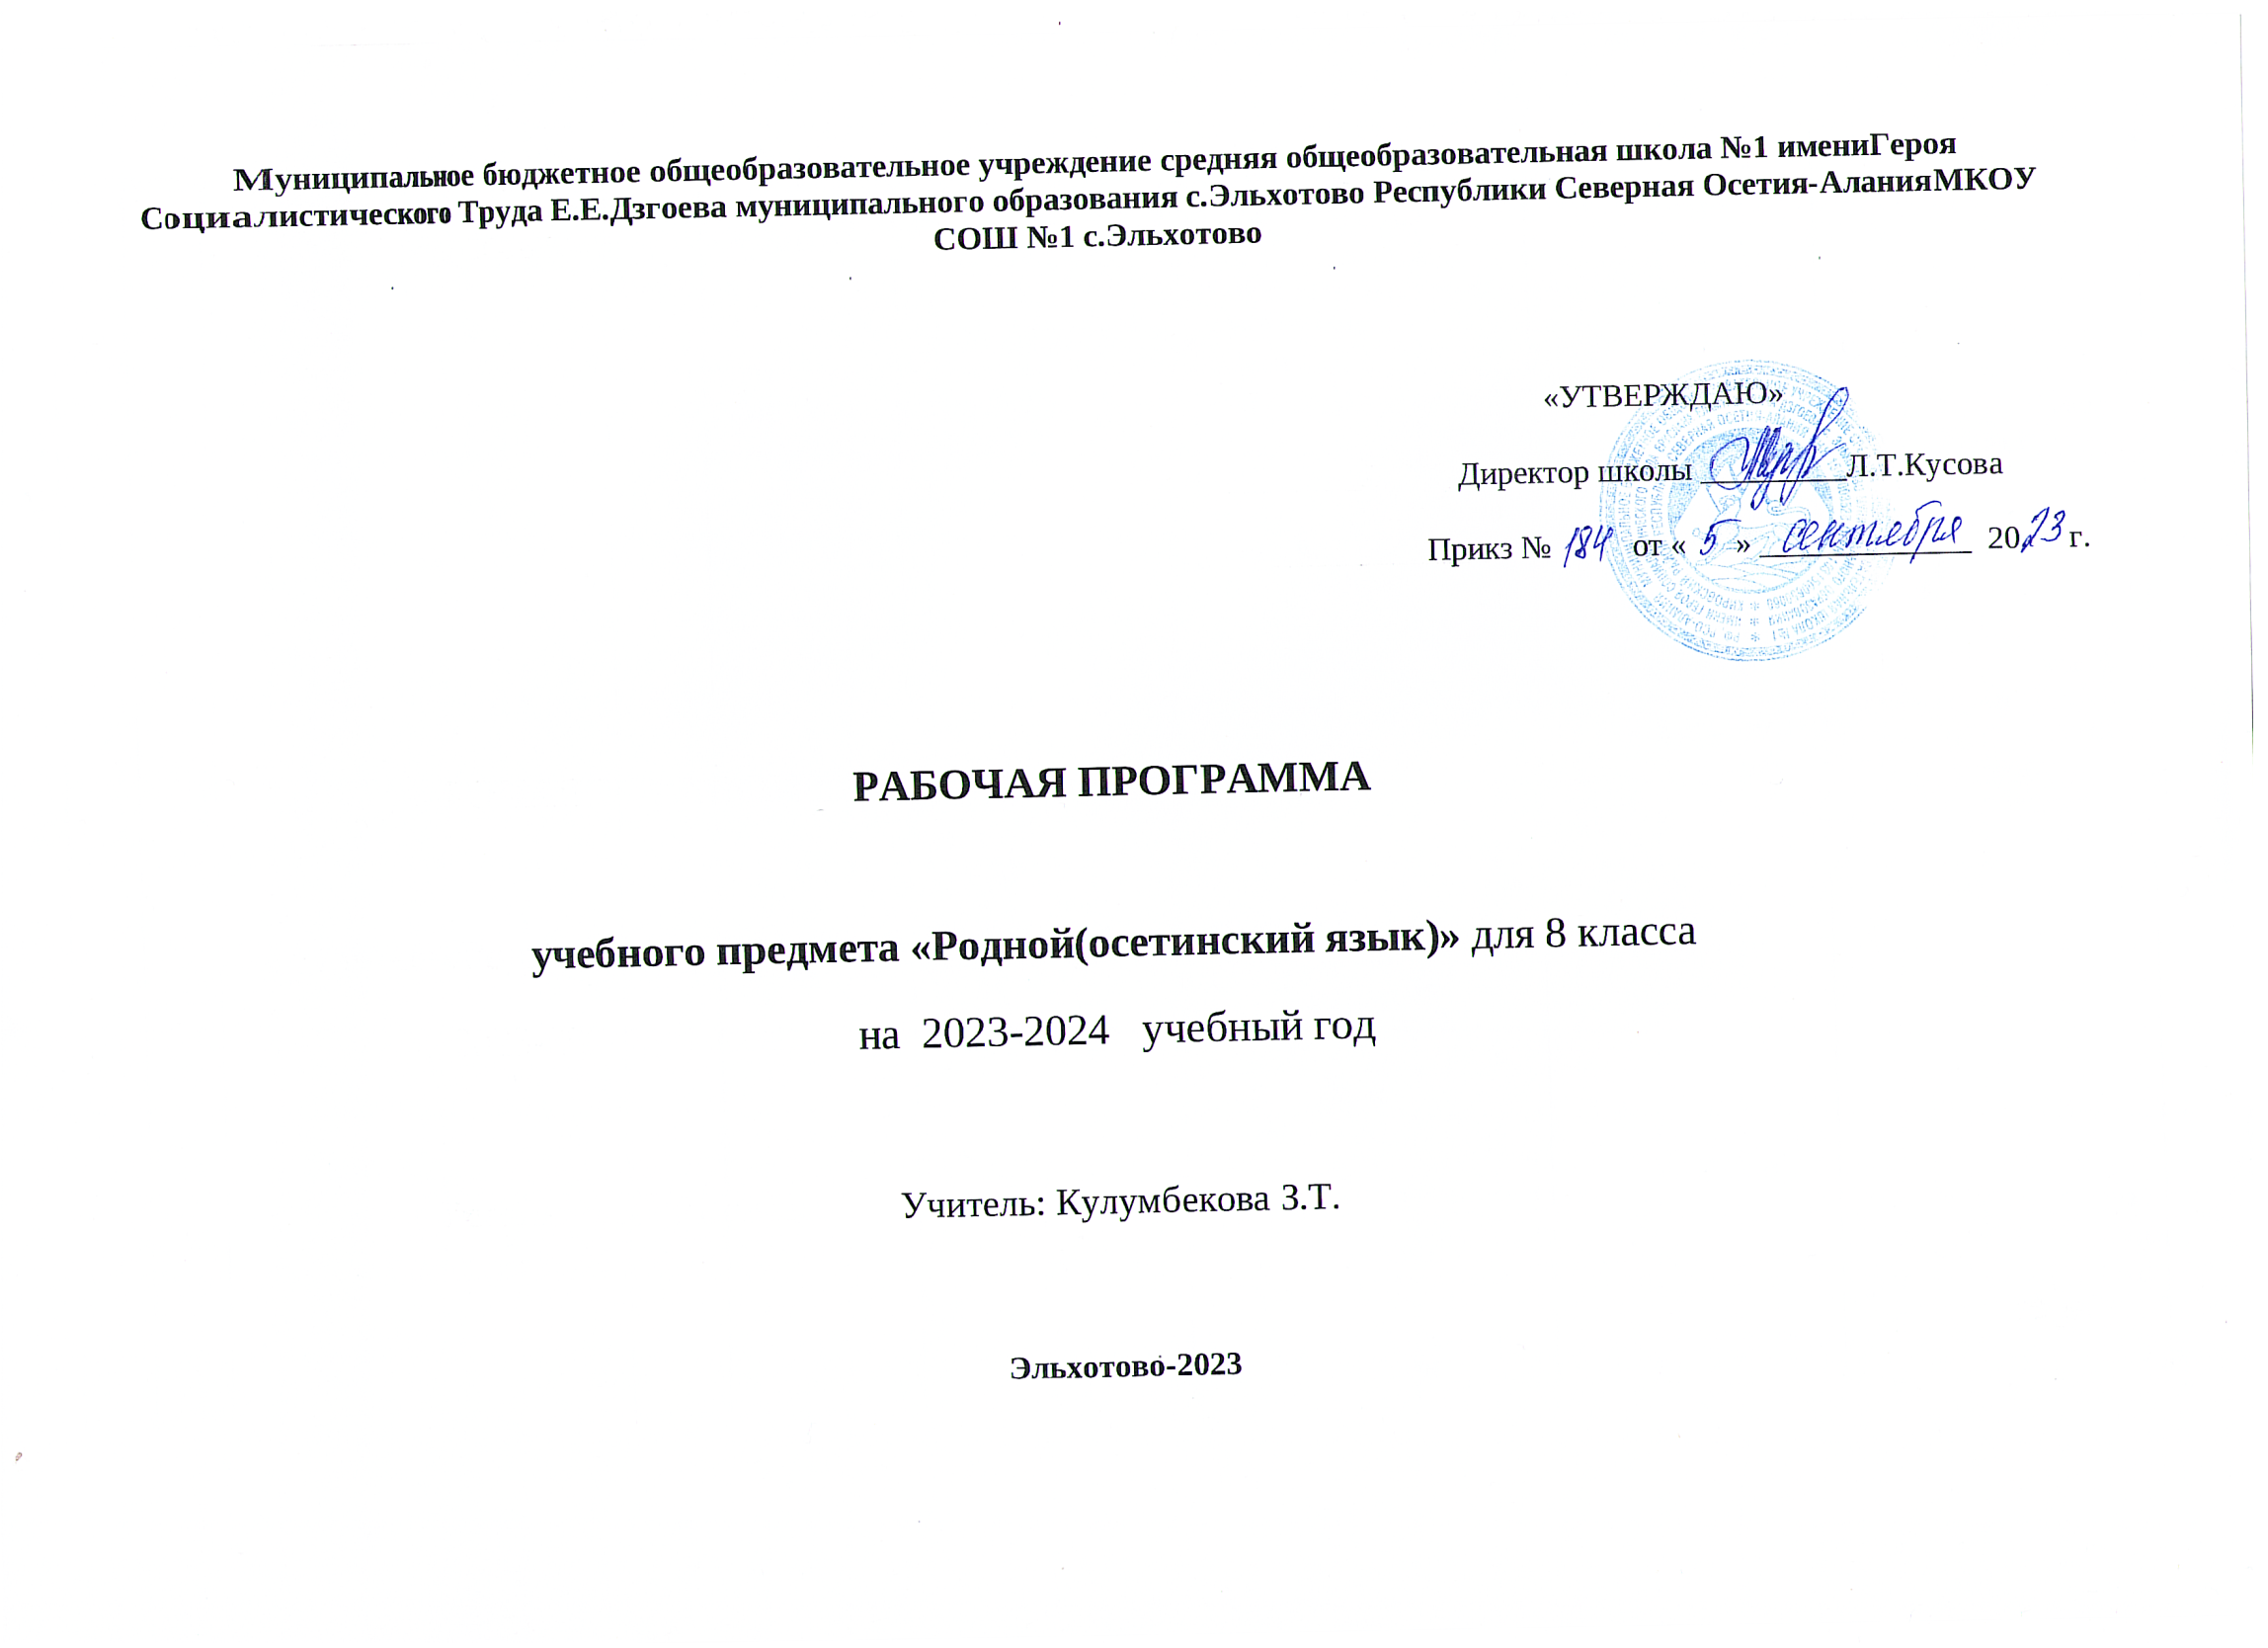 Муниципальное бюджетное общеобразовательное учреждение средняя общеобразовательная школа №1 имениГероя
Социалистического Труда Е.Е.Дзгоева муниципального образования с.Эльхотово Республики Северная Осетия-АланияМКОУ
СОШ №1 с.Эльхотово
«УТВЕРЖДАЮ»
Директор школы __________Л.Т.Кусова
Прикз № 184 от « 5 » сентября 2023 г.
РАБОЧАЯ ПРОГРАММА
учебного предмета «Родной(осетинский язык)» для 8 класса
на 2023-2024 учебный год
Учитель: Кулумбекова З.Т.
Эльхотово-2023